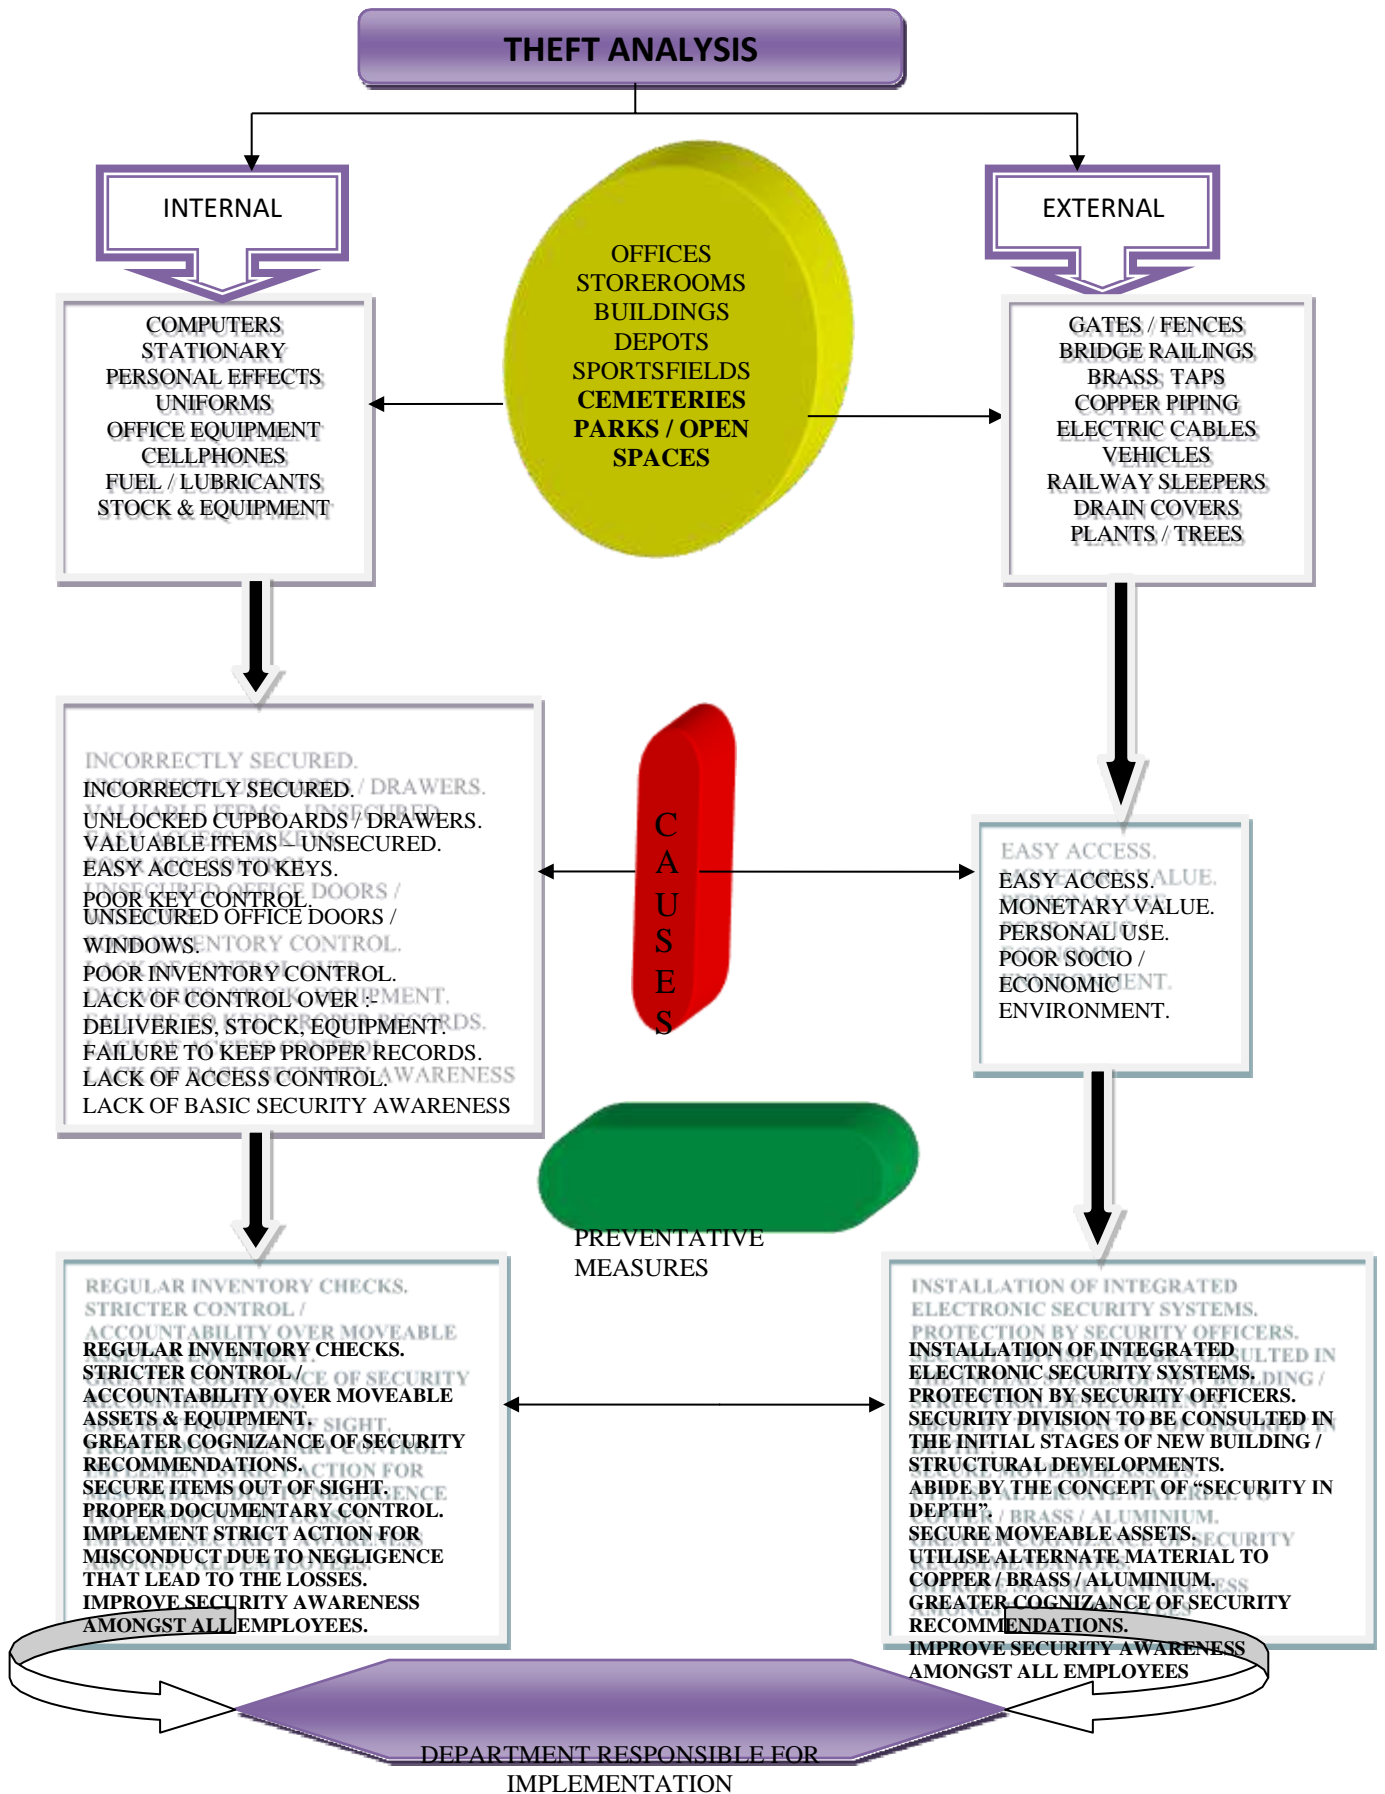 THEFT ANALYSIS
INTERNAL
EXTERNAL
OFFICES
STOREROOMS
BUILDINGS
DEPOTS
SPORTSFIELDS
CEMETERIES
PARKS / OPEN
SPACES
COMPUTERS
STATIONARY
PERSONAL EFFECTS
UNIFORMS
OFFICE EQUIPMENT
CELLPHONES
FUEL / LUBRICANTS
STOCK & EQUIPMENT
GATES / FENCES
BRIDGE RAILINGS
BRASS TAPS
COPPER PIPING
ELECTRIC CABLES
VEHICLES
RAILWAY SLEEPERS
DRAIN COVERS
PLANTS / TREES
INCORRECTLY SECURED.
UNLOCKED CUPBOARDS / DRAWERS.
VALUABLE ITEMS – UNSECURED.
EASY ACCESS TO KEYS.
POOR KEY CONTROL.
UNSECURED OFFICE DOORS /
WINDOWS.
POOR INVENTORY CONTROL.
LACK OF CONTROL OVER :-
DELIVERIES, STOCK, EQUIPMENT.
FAILURE TO KEEP PROPER RECORDS.
LACK OF ACCESS CONTROL.
LACK OF BASIC SECURITY AWARENESS
C
A
U
S
E
S
EASY ACCESS.
MONETARY VALUE.
PERSONAL USE.
POOR SOCIO /
ECONOMIC
ENVIRONMENT.
PREVENTATIVE
MEASURES
REGULAR INVENTORY CHECKS.
STRICTER CONTROL /
ACCOUNTABILITY OVER MOVEABLE
ASSETS & EQUIPMENT.
GREATER COGNIZANCE OF SECURITY
RECOMMENDATIONS.
SECURE ITEMS OUT OF SIGHT.
PROPER DOCUMENTARY CONTROL.
IMPLEMENT STRICT ACTION FOR
MISCONDUCT DUE TO NEGLIGENCE
THAT LEAD TO THE LOSSES.
IMPROVE SECURITY AWARENESS
AMONGST ALL EMPLOYEES.
INSTALLATION OF INTEGRATED
ELECTRONIC SECURITY SYSTEMS.
PROTECTION BY SECURITY OFFICERS.
SECURITY DIVISION TO BE CONSULTED IN
THE INITIAL STAGES OF NEW BUILDING /
STRUCTURAL DEVELOPMENTS.
ABIDE BY THE CONCEPT OF “SECURITY IN
DEPTH”.
SECURE MOVEABLE ASSETS.
UTILISE ALTERNATE MATERIAL TO
COPPER / BRASS / ALUMINIUM.
GREATER COGNIZANCE OF SECURITY
RECOMMENDATIONS.
IMPROVE SECURITY AWARENESS
AMONGST ALL EMPLOYEES
DEPARTMENT RESPONSIBLE FOR
IMPLEMENTATION